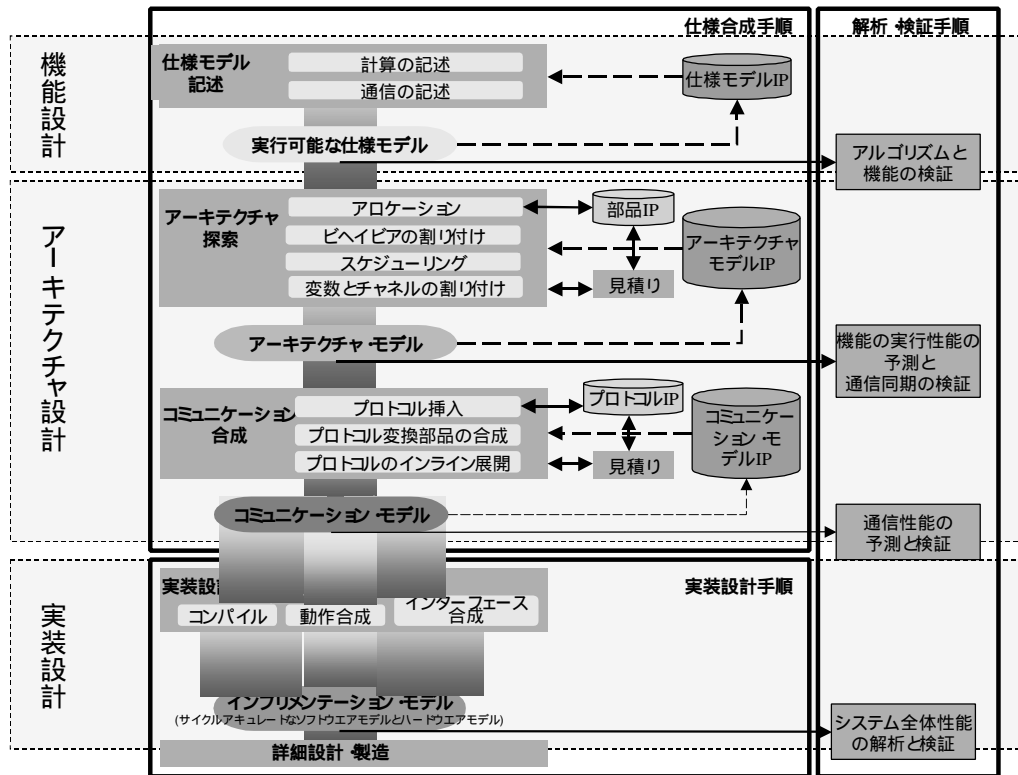 仕様合成手順
解析・検証手順
機能設計
仕様モデル
記述
計算の記述
通信の記述
仕様モデルIP
実行可能な仕様モデル
アルゴリズムと
機能の検証
アーキテクチャ設計
アーキテクチャ
探索
アロケーション
ビヘイビアの割り付け
スケジューリング
変数とチャネルの割り付け
部品IP
見積り
アーキテクチャ
モデルIP
アーキテクチャ・モデル
機能の実行性能の
予測と
通信同期の検証
コミュニケーション
合成
プロトコル挿入
プロトコル変換部品の合成
プロトコルのインライン展開
プロトコルIP
見積り
コミュニケー
ション・モ
デルIP
コミュニケーション・モデル
通信性能の
予測と検証
実装設計
実装設
実装設計手順
コンパイル
動作合成
インターフェース
合成
インプリメンテーション・モデル
(サイクルアキュレートなソフトウエアモデルとハードウエアモデル)
システム全体性能
の解析と検証
詳細設計・製造